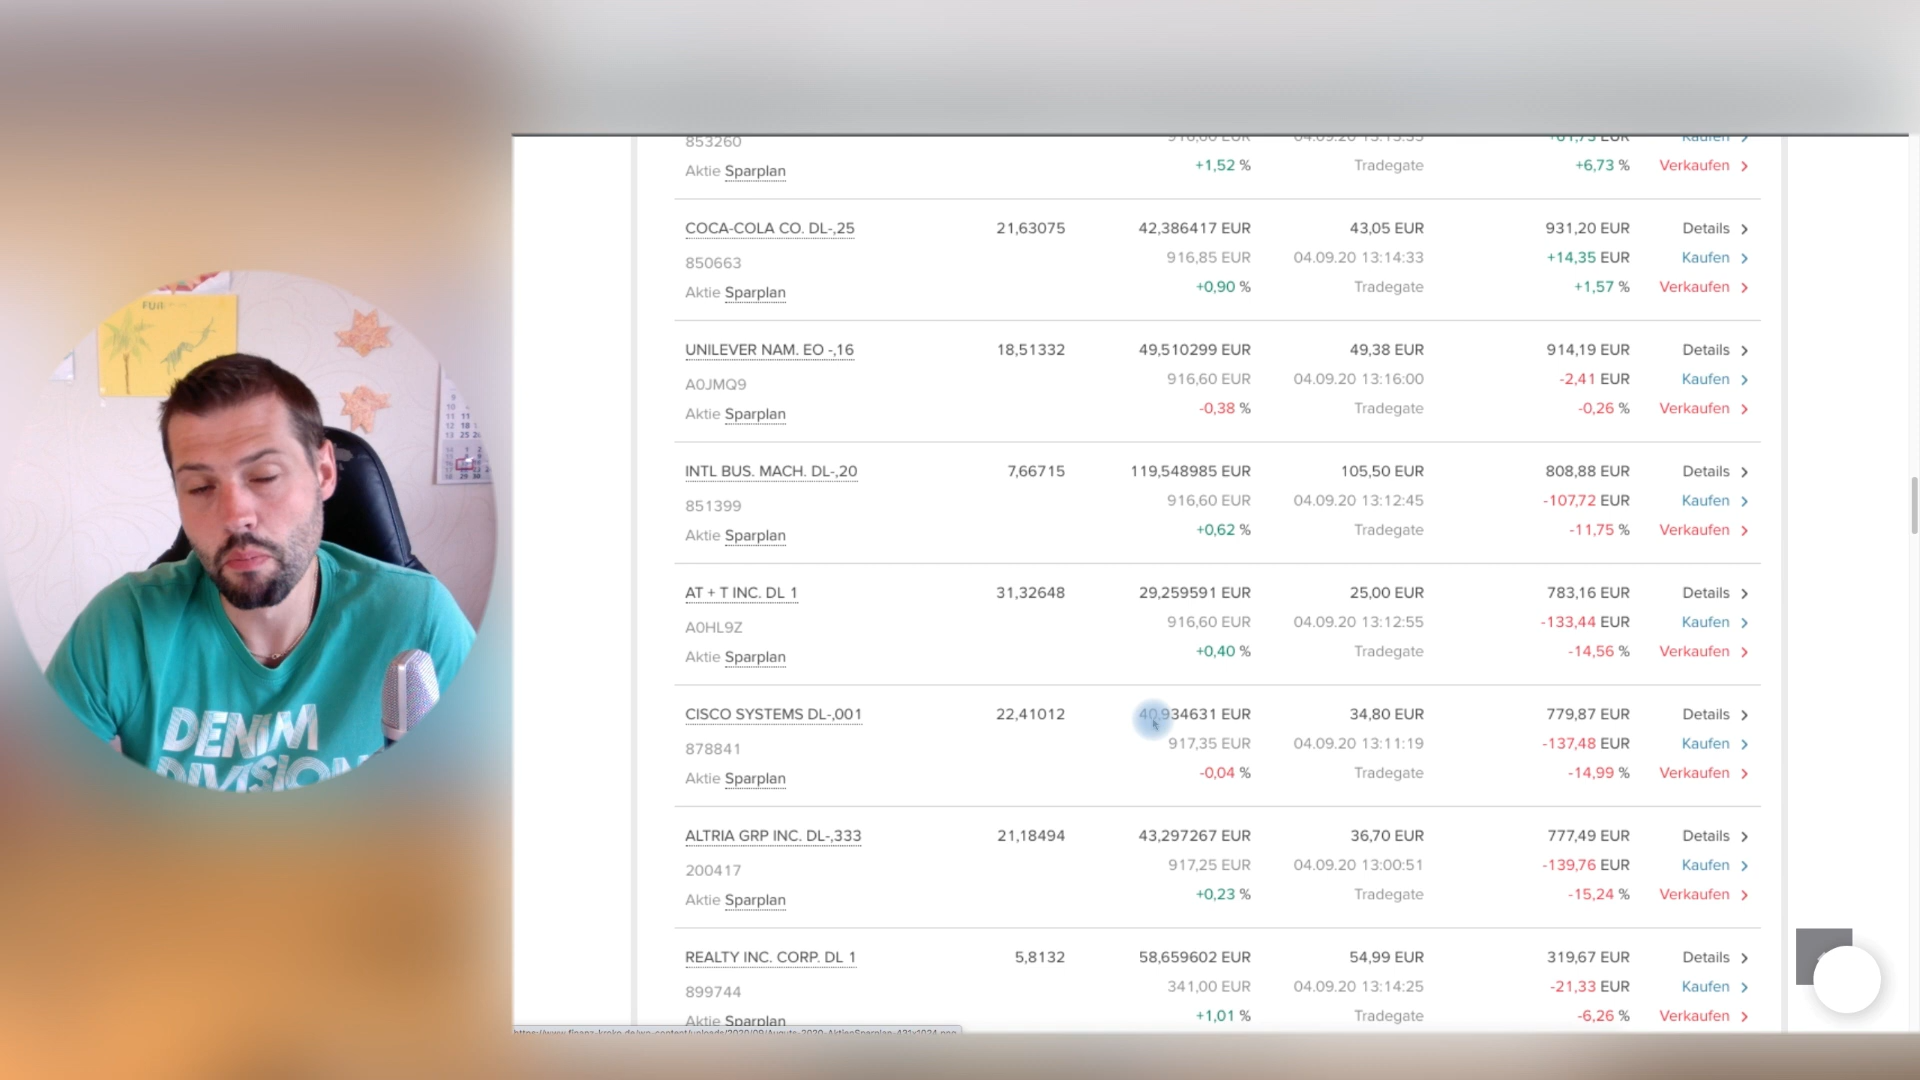 853260
Aktie Sparplan
+1,52 %
Tradegate
+6,73 %
Kaufen
Verkaufen
COCA-COLA CO. DL-,25 21,63075 42,386417 EUR 43,05 EUR 931,20 EUR Details
850663 916,85 EUR 04.09.20 13:14:33 +14,35 EUR Kaufen
Aktie Sparplan +0,90 % Tradegate +1,57 % Verkaufen
UNILEVER NAM. EO -,16 18,51332 49,510299 EUR 49,38 EUR 914,19 EUR Details
A0JMQ9 916,60 EUR 04.09.20 13:16:00 -2,41 EUR Kaufen
Aktie Sparplan -0,38 % Tradegate -0,26 % Verkaufen
INTL BUS. MACH. DL-,20 7,66715 119,548985 EUR 105,50 EUR 808,88 EUR Details
851399 916,60 EUR 04.09.20 13:12:45 -107,72 EUR Kaufen
Aktie Sparplan +0,62 % Tradegate -11,75 % Verkaufen
AT + T INC. DL 1 31,32648 29,259591 EUR 25,00 EUR 783,16 EUR Details
A0HL9Z 916,60 EUR 04.09.20 13:12:55 -133,44 EUR Kaufen
Aktie Sparplan +0,40 % Tradegate -14,56 % Verkaufen
CISCO SYSTEMS DL-,001 22,41012 40,934631 EUR 34,80 EUR 779,87 EUR Details
878841 917,35 EUR 04.09.20 13:11:19 -137,48 EUR Kaufen
Aktie Sparplan -0,04 % Tradegate -14,99 % Verkaufen
ALTRIA GRP INC. DL-,333 21,18494 43,297267 EUR 36,70 EUR 777,49 EUR Details
200417 917,25 EUR 04.09.20 13:00:51 -139,76 EUR Kaufen
Aktie Sparplan +0,23 % Tradegate -15,24 % Verkaufen
REALTY INC. CORP. DL 1 5,8132 58,659602 EUR 54,99 EUR 319,67 EUR Details
899744 341,00 EUR 04.09.20 13:14:25 -21,33 EUR Kaufen
Aktie Sparplan +1,01 % Tradegate -6,26 % Verkaufen
DENIM
DIVISION